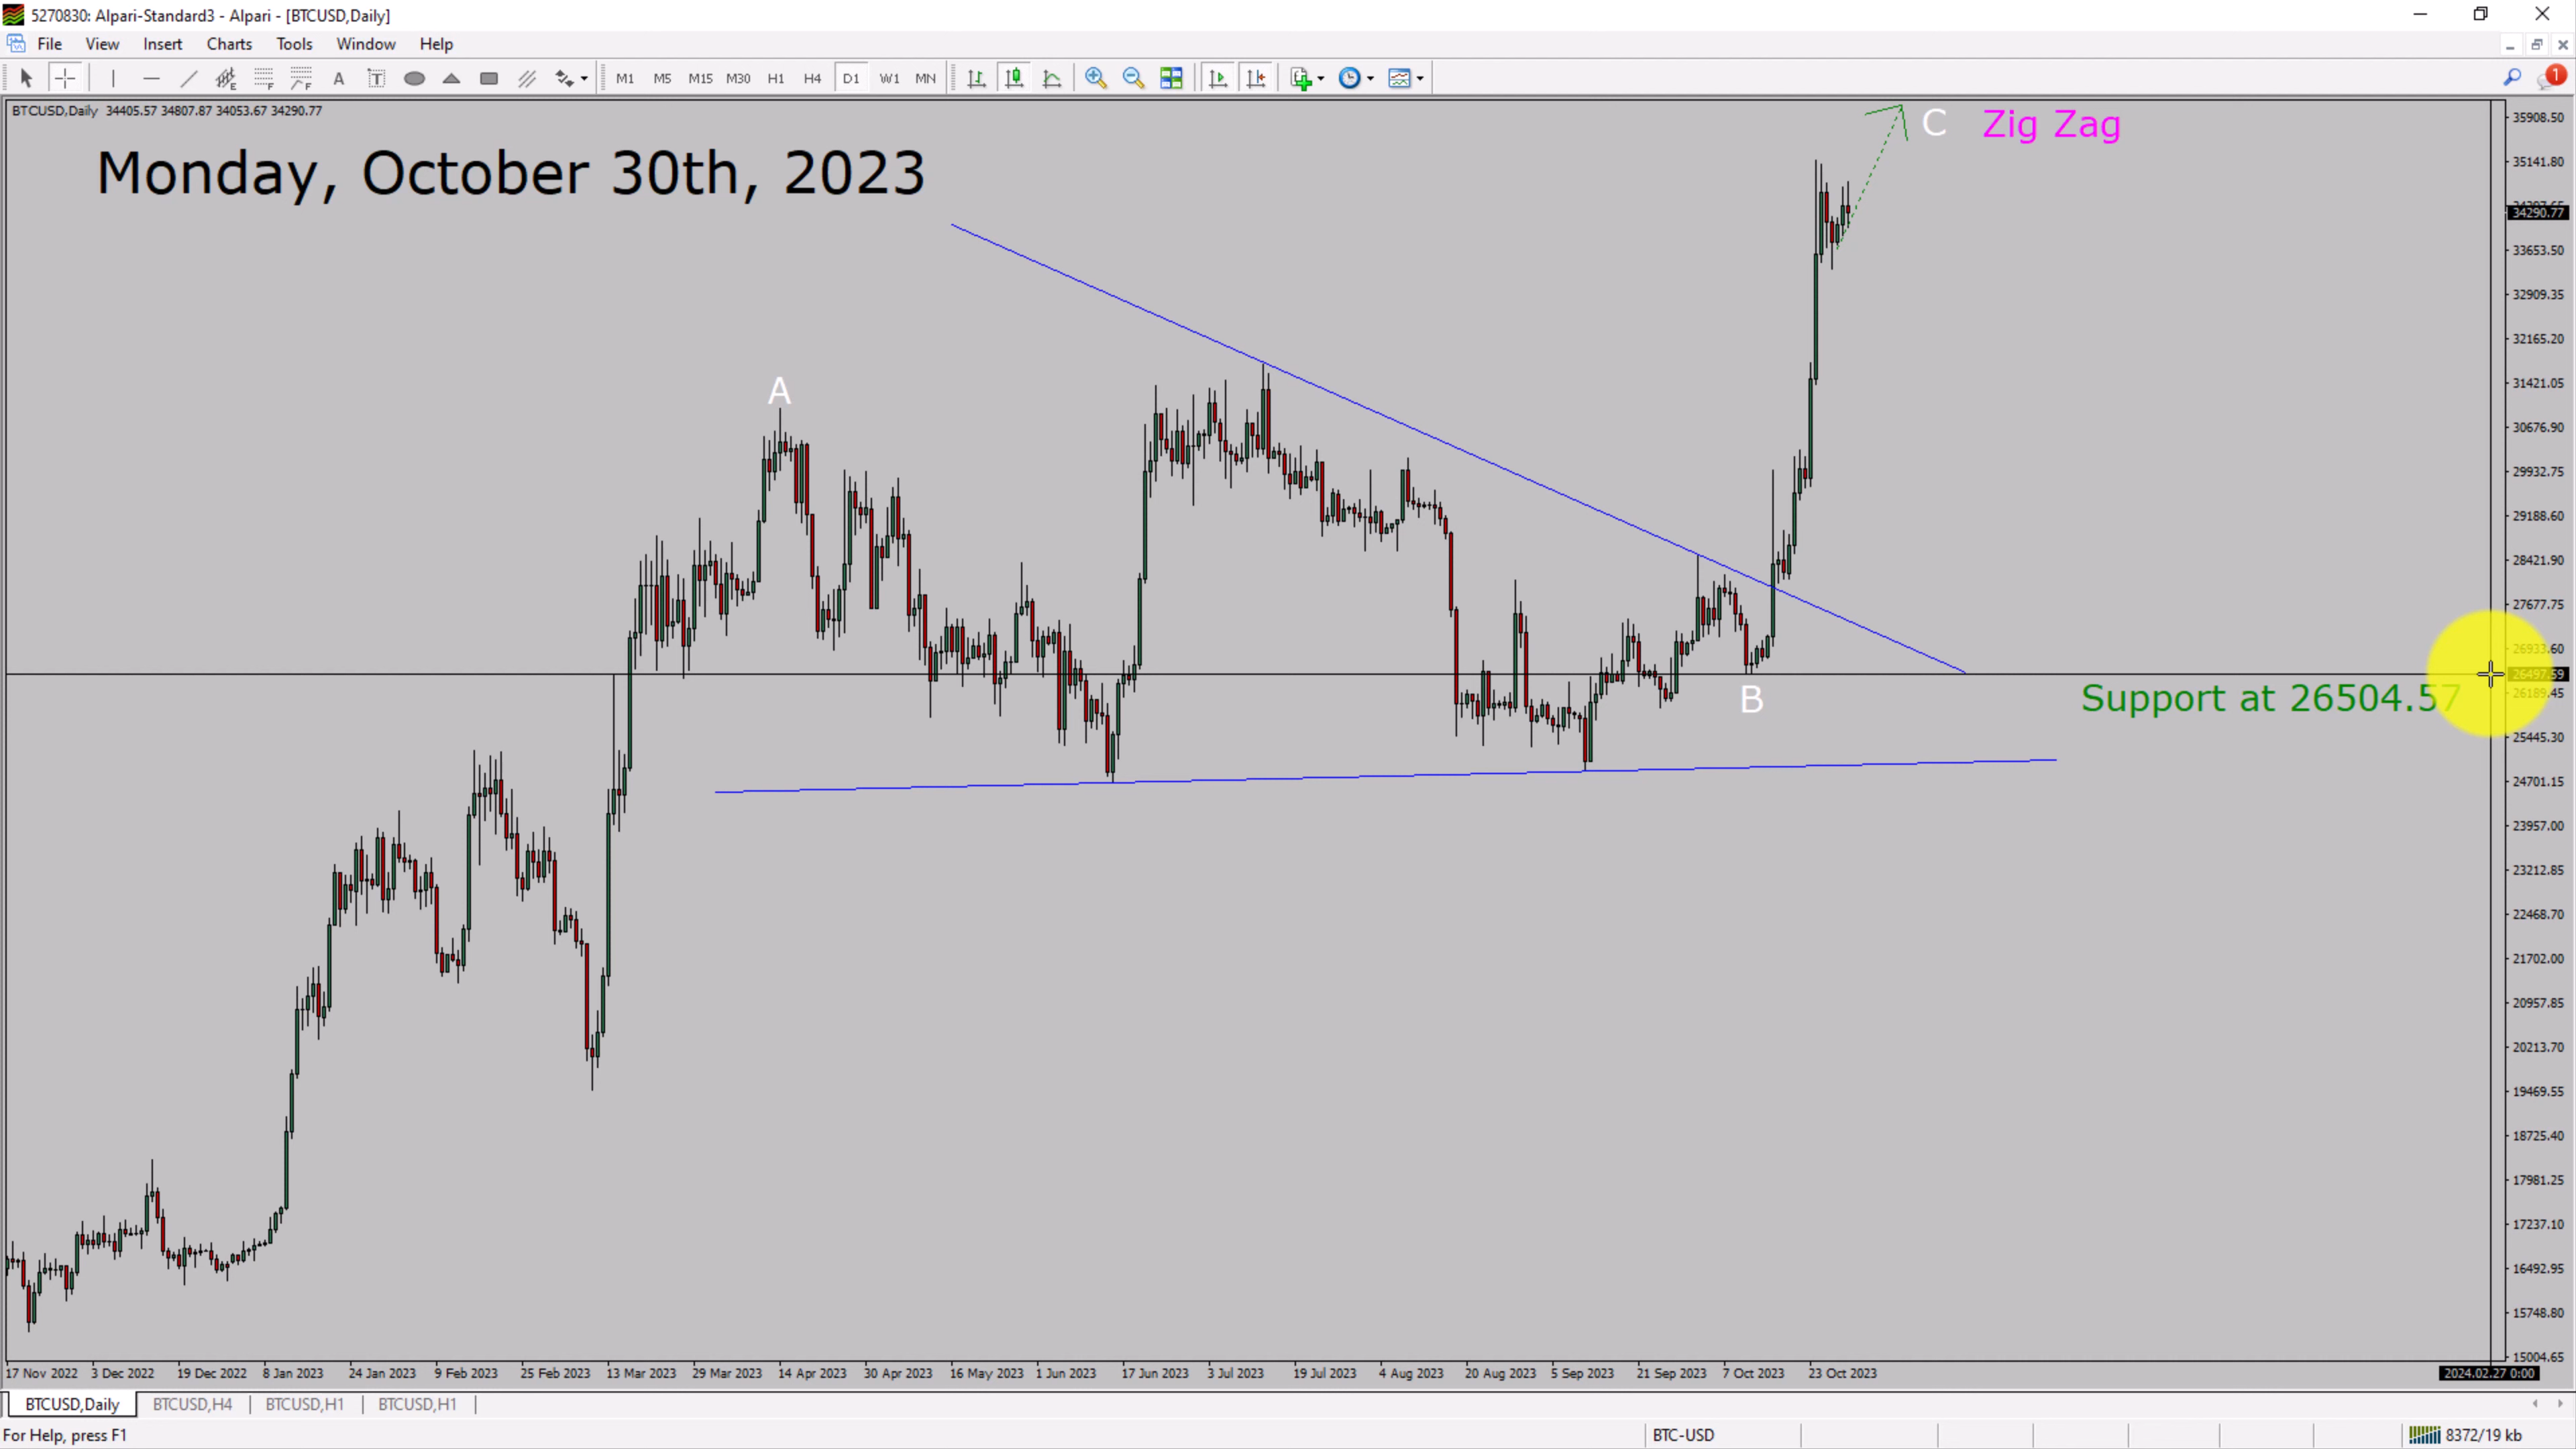 5270830: Alpari-Standard3 - Alpari - [BTCUSD,Daily]
File View Insert Charts Tools Window Help
A T M1 M5 M15 M30 H1 H4 D1 W1 MN 1
BTCUSD,Daily 34405.57 34807.87 34053.67 34290.77
Monday, October 30th, 2023
C Zig Zag
A
B
Support at 26504.57
35908.50
35141.80
34290.77
33653.50
32909.35
32165.20
31421.05
30676.90
29932.75
29188.60
28421.90
27677.75
26933.60
26497.59
26189.45
25445.30
24701.15
23957.00
23212.85
22468.70
21702.00
20957.85
20213.70
19469.55
18725.40
17981.25
17237.10
16492.95
15748.80
15004.65
17 Nov 2022 3 Dec 2022 19 Dec 2022 8 Jan 2023 24 Jan 2023 9 Feb 2023 25 Feb 2023 13 Mar 2023 29 Mar 2023 14 Apr 2023 30 Apr 2023 16 May 2023 1 Jun 2023 17 Jun 2023 3 Jul 2023 19 Jul 2023 4 Aug 2023 20 Aug 2023 5 Sep 2023 21 Sep 2023 7 Oct 2023 23 Oct 2023 2024.02.27 0:00
BTCUSD,Daily BTCUSD,H4 BTCUSD,H1 BTCUSD,H1
For Help, press F1 BTC-USD 8372/19 kb